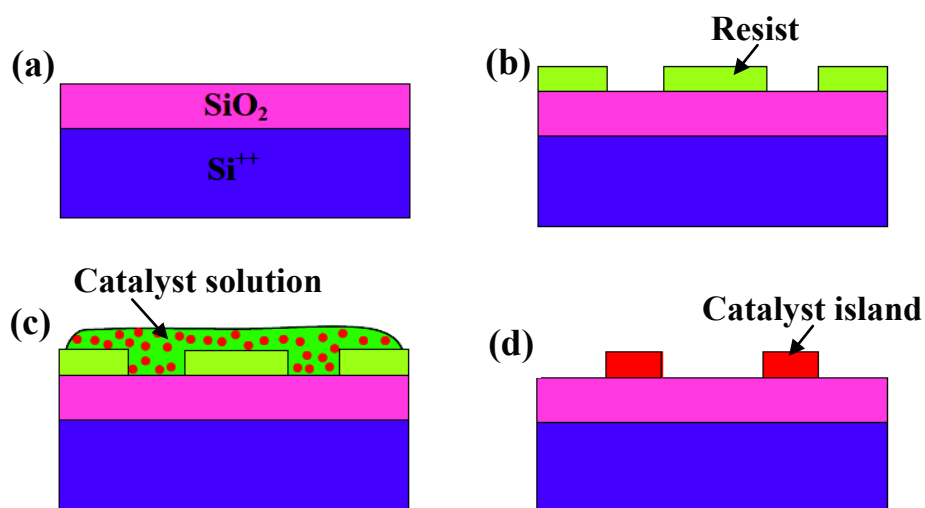 (a)
SiO₂
Si⁺⁺
(b)
Resist
(c)
Catalyst solution
(d)
Catalyst island